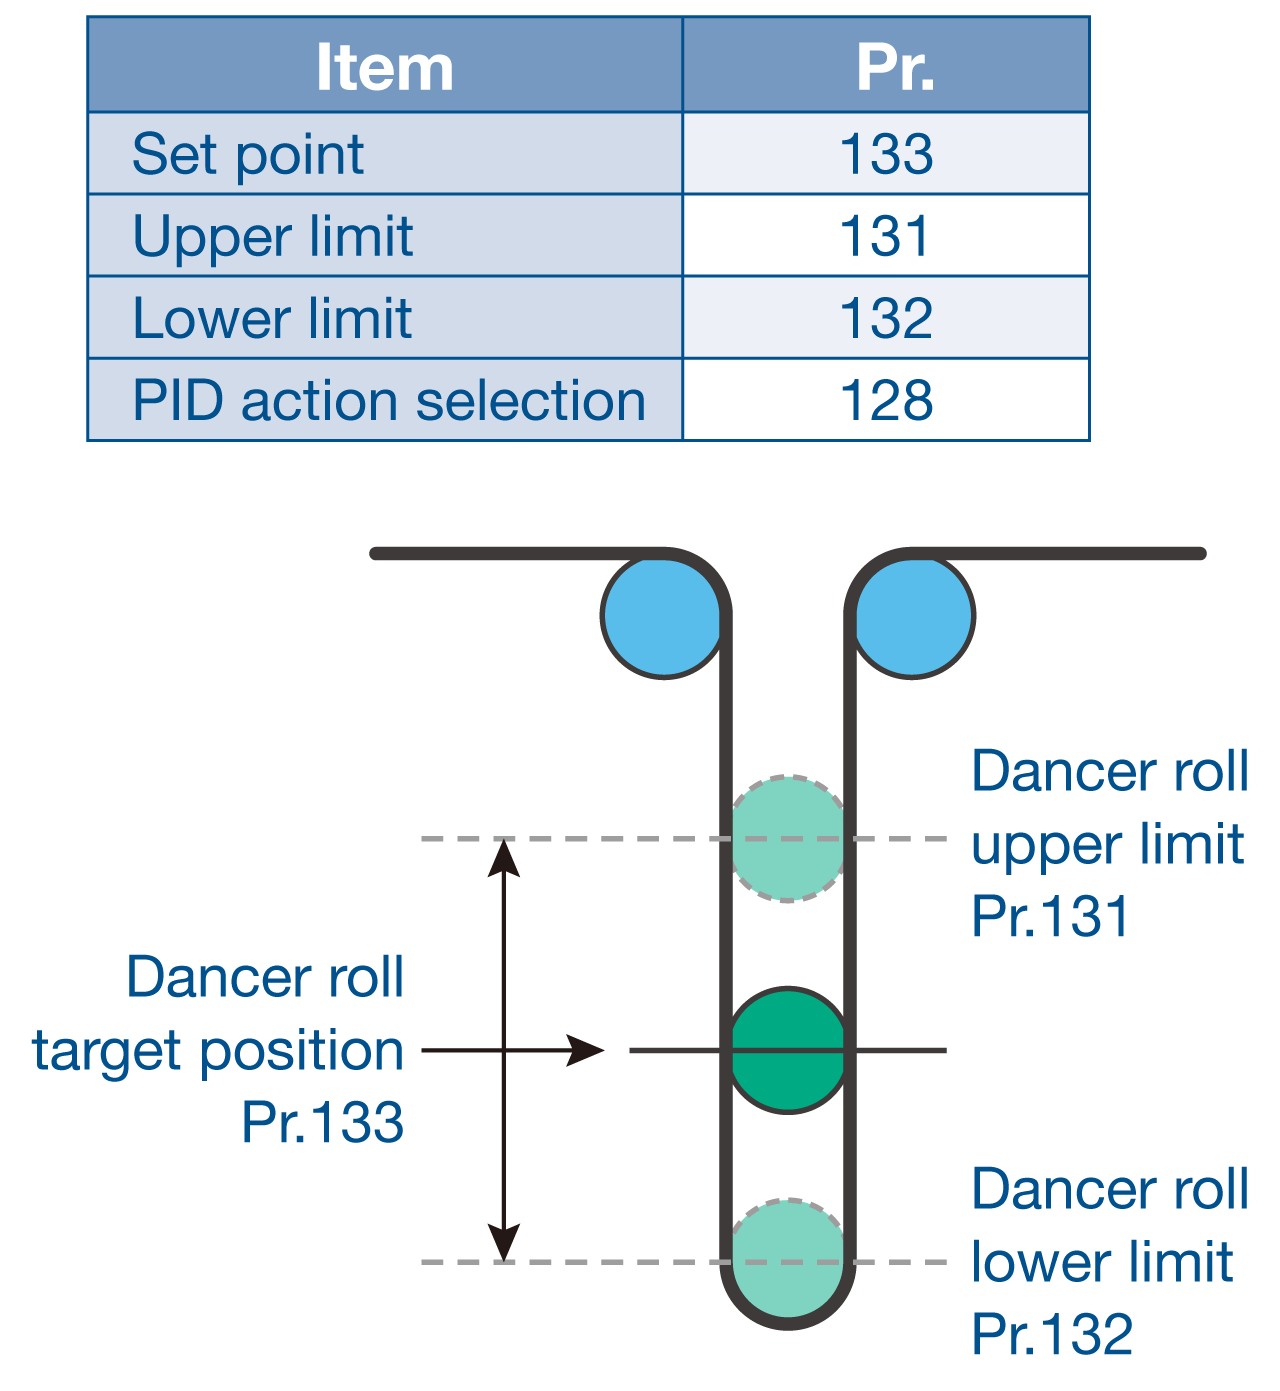 Item Pr.
Set point 133
Upper limit 131
Lower limit 132
PID action selection 128
Dancer roll
upper limit
Pr.131
Dancer roll
target position
Pr.133
Dancer roll
lower limit
Pr.132